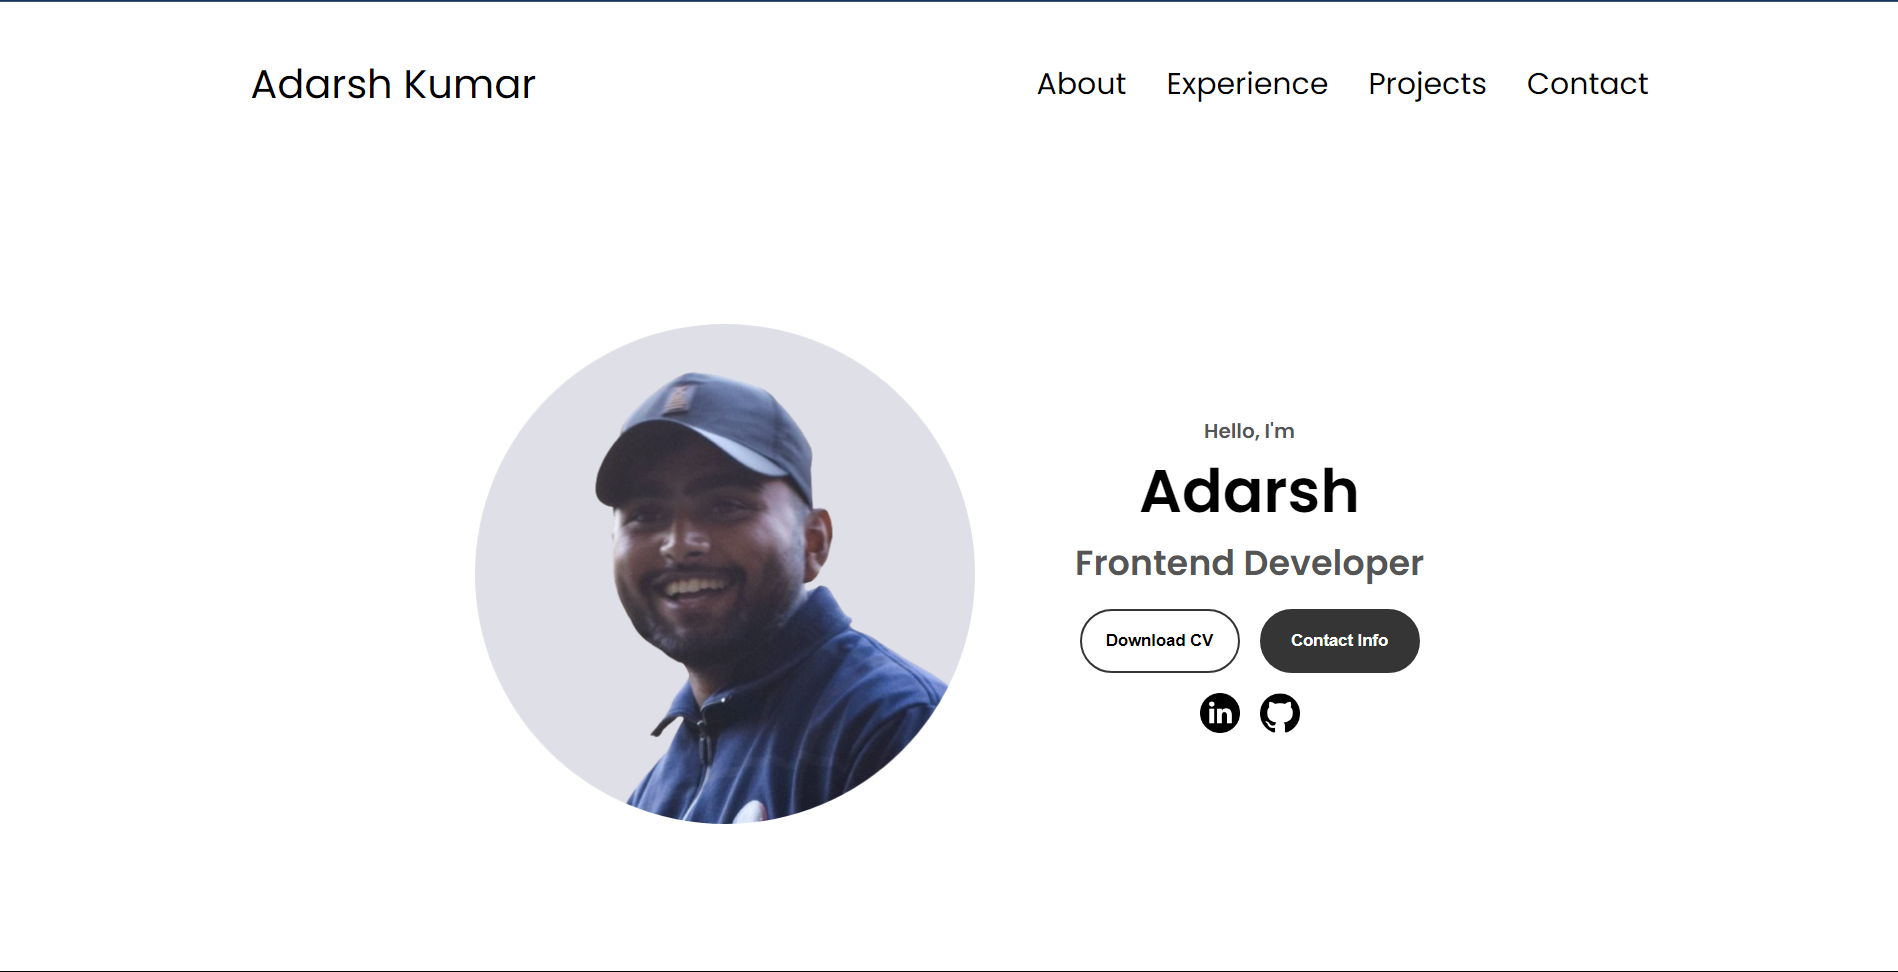 Adarsh Kumar
About Experience Projects Contact
Hello, I'm
Adarsh
Frontend Developer
Download CV Contact Info
in